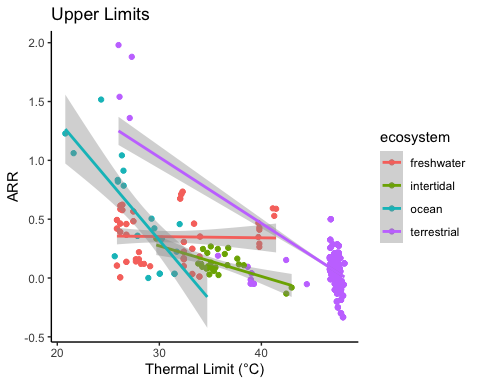 Upper Limits
2.0
1.5
1.0
0.5
0.0
-0.5
ARR
20
30
40
Thermal Limit (°C)
ecosystem
freshwater
intertidal
ocean
terrestrial